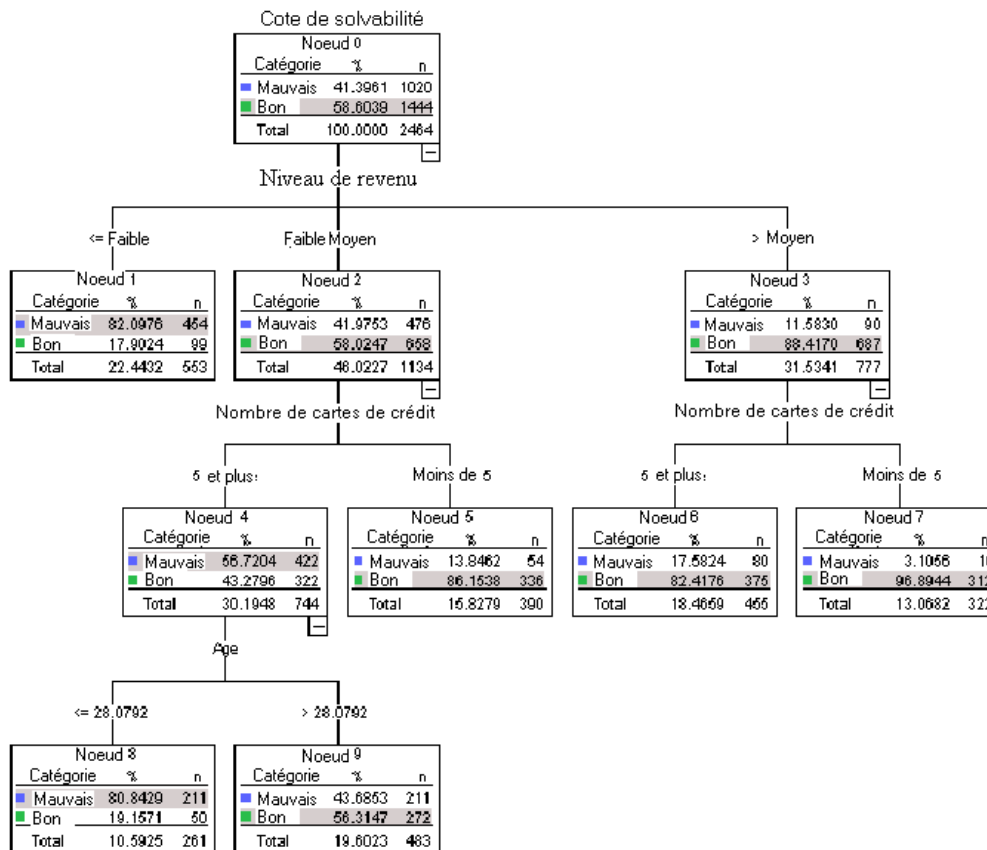 Cote de solvabilité
Noeud 0
Catégorie % n
Mauvais 41.3961 1020
Bon 58.6039 1444
Total 100.0000 2464
Niveau de revenu
<= Faible
Faible Moyen
> Moyen
Noeud 1
Catégorie % n
Mauvais 82.0976 454
Bon 17.9024 99
Total 22.4432 553
Noeud 2
Catégorie % n
Mauvais 41.9753 476
Bon 58.0247 658
Total 46.0227 1134
Noeud 3
Catégorie % n
Mauvais 11.5830 90
Bon 88.4170 687
Total 31.5341 777
Nombre de cartes de crédit
Nombre de cartes de crédit
5 et plus
Moins de 5
5 et plus
Moins de 5
Noeud 4
Catégorie % n
Mauvais 56.7204 422
Bon 43.2796 322
Total 30.1948 744
Noeud 5
Catégorie % n
Mauvais 13.8462 54
Bon 86.1538 336
Total 15.8279 390
Noeud 6
Catégorie % n
Mauvais 17.5824 80
Bon 82.4176 375
Total 18.4659 455
Noeud 7
Catégorie % n
Mauvais 3.1056
Bon 96.8944
Total 13.0682
Age
<= 28.0792
> 28.0792
Noeud 8
Catégorie % n
Mauvais 80.8429 211
Bon 19.1571 50
Total 10.5925 261
Noeud 9
Catégorie % n
Mauvais 43.6853 211
Bon 56.3147 272
Total 19.6023 483